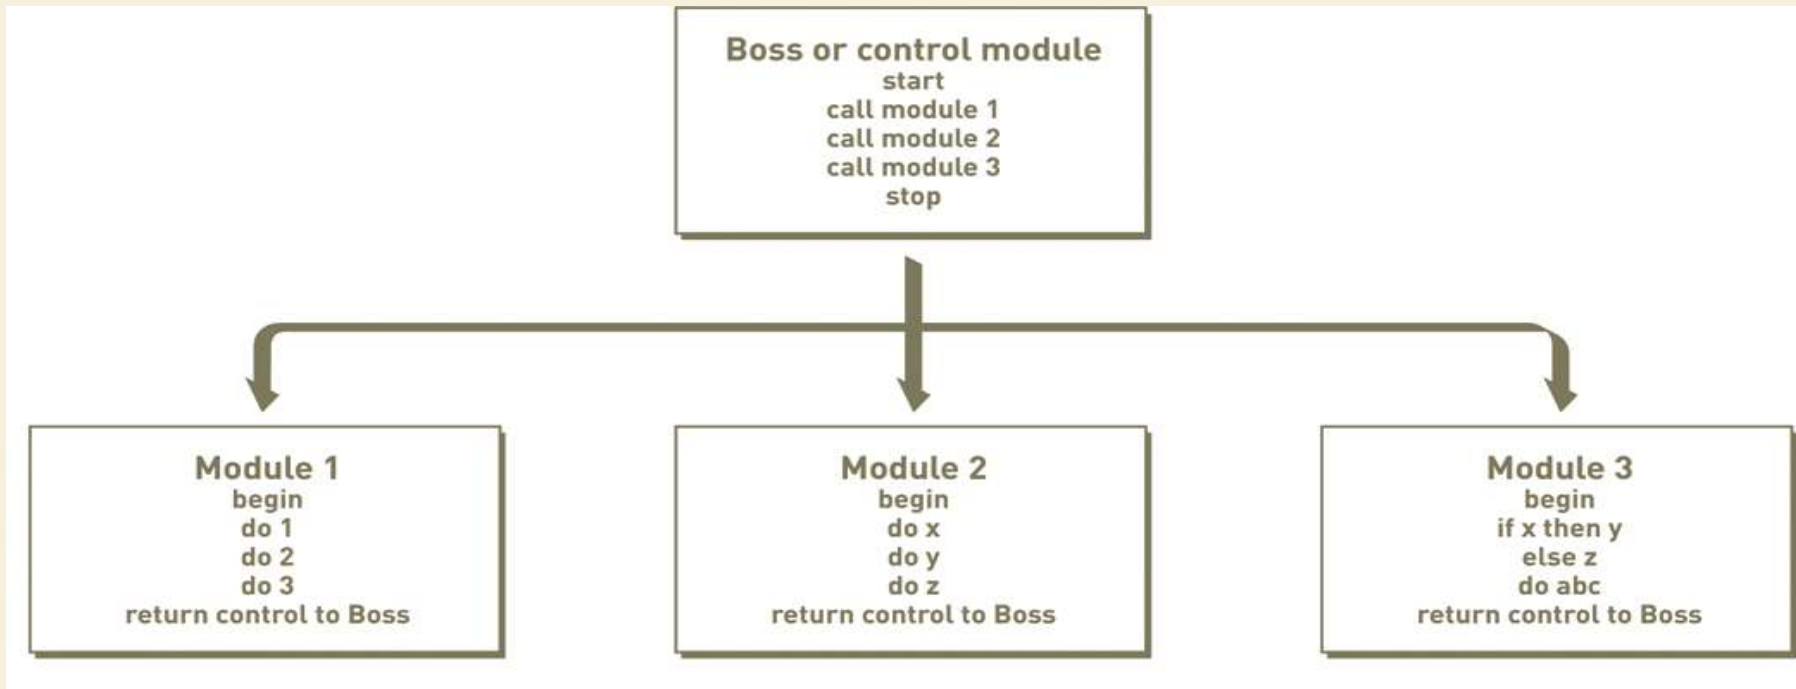 Boss or control module
start
call module 1
call module 2
call module 3
stop
Module 1
begin
do 1
do 2
do 3
return control to Boss
Module 2
begin
do x
do y
do z
return control to Boss
Module 3
begin
if x then y
else z
do abc
return control to Boss